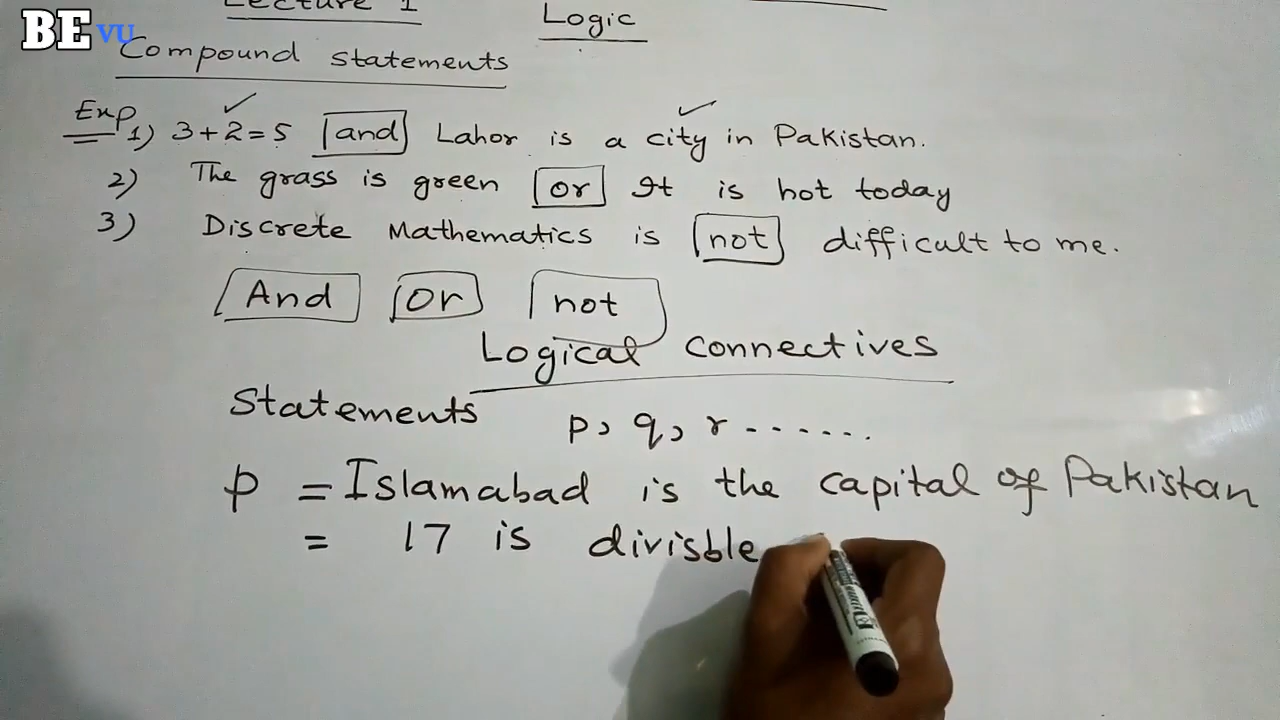 Lecture 1
Logic
BE VU
Compound statements
Exp 1) 3+2=5 and Lahor is a city in Pakistan.
2) The grass is green or It is hot today
3) Discrete Mathematics is not difficult to me.
And Or not
Logical connectives
Statements p, q, r ......
p = Islamabad is the capital of Pakistan
= 17 is divisble